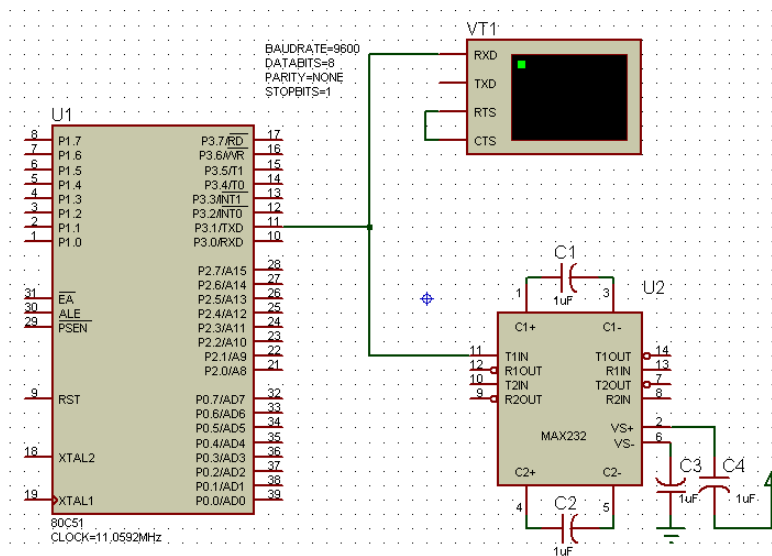 VT1
BAUDRATE=9600
DATABITS=8
PARITY=NONE
STOPBITS=1
RXD
TXD
RTS
CTS
U1
8 P1.7 P3.7/RD 17
7 P1.6 P3.6/WR 16
6 P1.5 P3.5/T1 15
5 P1.4 P3.4/T0 14
4 P1.3 P3.3/INT1 13
3 P1.2 P3.2/INT0 12
2 P1.1 P3.1/TXD 11
1 P1.0 P3.0/RXD 10
P2.7/A15 28
P2.6/A14 27
31 EA P2.5/A13 26
30 ALE P2.4/A12 25
29 PSEN P2.3/A11 24
P2.2/A10 23
P2.1/A9 22
P2.0/A8 21
9 RST P0.7/AD7 32
P0.6/AD6 33
P0.5/AD5 34
P0.4/AD4 35
18 XTAL2 P0.3/AD3 36
P0.2/AD2 37
P0.1/AD1 38
19 XTAL1 P0.0/AD0 39
80C51
CLOCK=11.0592MHz
C1
1 1uF 3
U2
C1+ C1-
11 T1IN T1OUT 14
12 R1OUT R1IN 13
10 T2IN T2OUT 7
9 R2OUT R2IN 8
VS+ 2
MAX232
VS- 6
C2+ C2-
C3 C4
1uF 1uF
4 C2 5
1uF